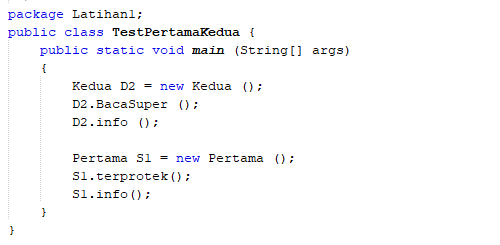 package Latihan1;
public class TestPertamaKedua {
public static void main (String[] args)
{
Kedua D2 = new Kedua ();
D2.BacaSuper ();
D2.info ();
Pertama S1 = new Pertama ();
S1.terprotek();
S1.info();
}
}